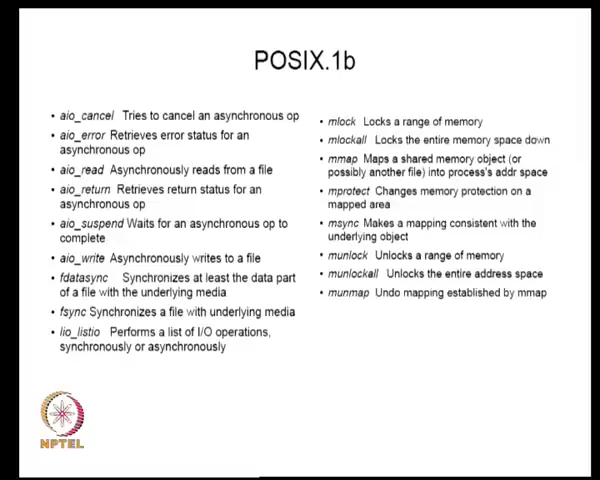 POSIX.1b
• aio_cancel Tries to cancel an asynchronous op
• aio_error Retrieves error status for an
asynchronous op
• aio_read Asynchronously reads from a file
• aio_return Retrieves return status for an
asynchronous op
• aio_suspend Waits for an asynchronous op to
complete
• aio_write Asynchronously writes to a file
• fdatasync Synchronizes at least the data part
of a file with the underlying media
• fsync Synchronizes a file with underlying media
• lio_listio Performs a list of I/O operations,
synchronously or asynchronously
• mlock Locks a range of memory
• mlockall Locks the entire memory space down
• mmap Maps a shared memory object (or
possibly another file) into process's addr space
• mprotect Changes memory protection on a
mapped area
• msync Makes a mapping consistent with the
underlying object
• munlock Unlocks a range of memory
• munlockall Unlocks the entire address space
• munmap Undo mapping established by mmap
NPTEL